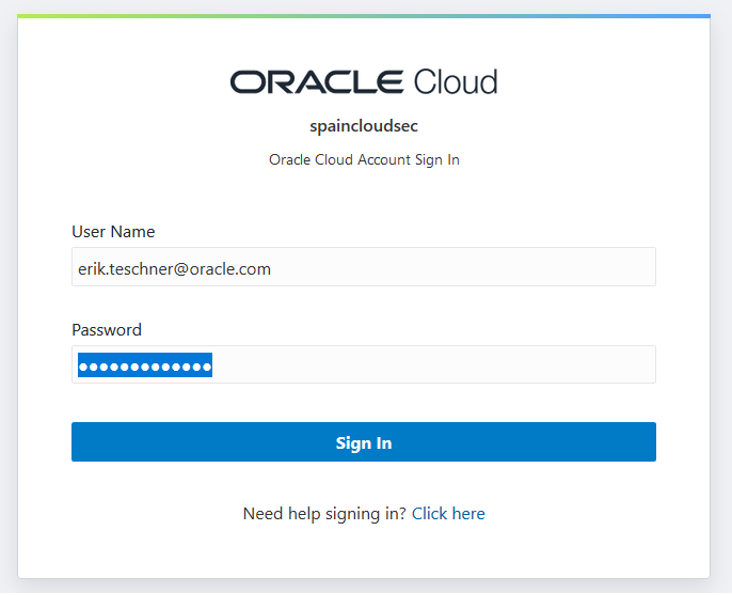 ORACLE Cloud
spaincloudsec
Oracle Cloud Account Sign In
User Name
erik.teschner@oracle.com
Password
●●●●●●●●●●●●●
Sign In
Need help signing in? Click here